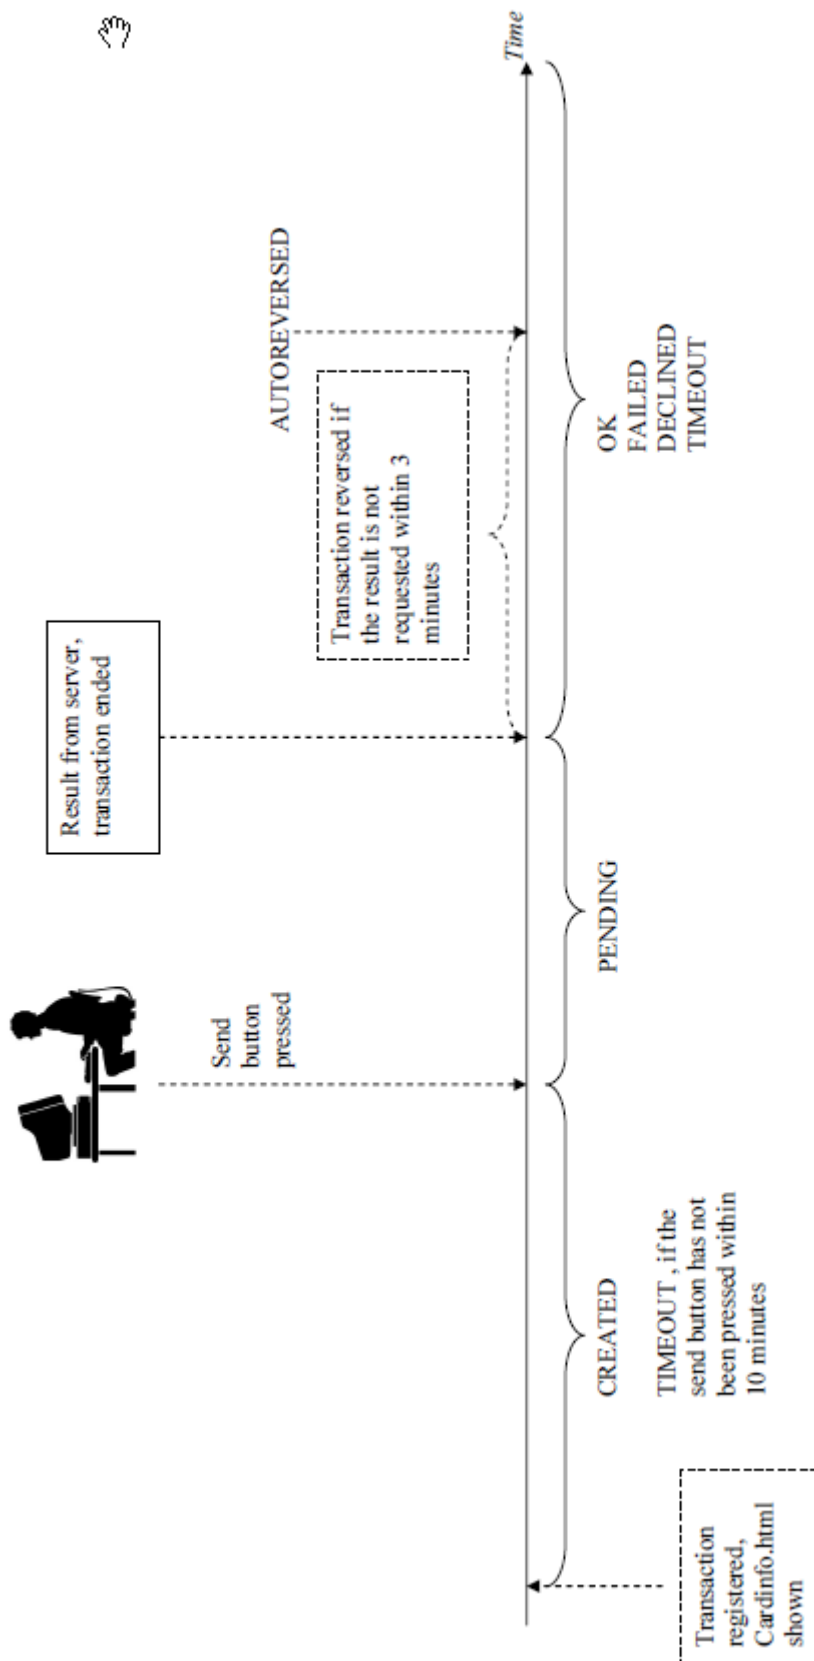 Time
AUTOREVERSED
Transaction reversed if
the result is not
requested within 3
minutes
Result from server,
transaction ended
Send
button
pressed
OK
FAILED
DECLINED
TIMEOUT
PENDING
CREATED
TIMEOUT , if the
send button has not
been pressed within
10 minutes
Transaction
registered,
Cardinfo.html
shown